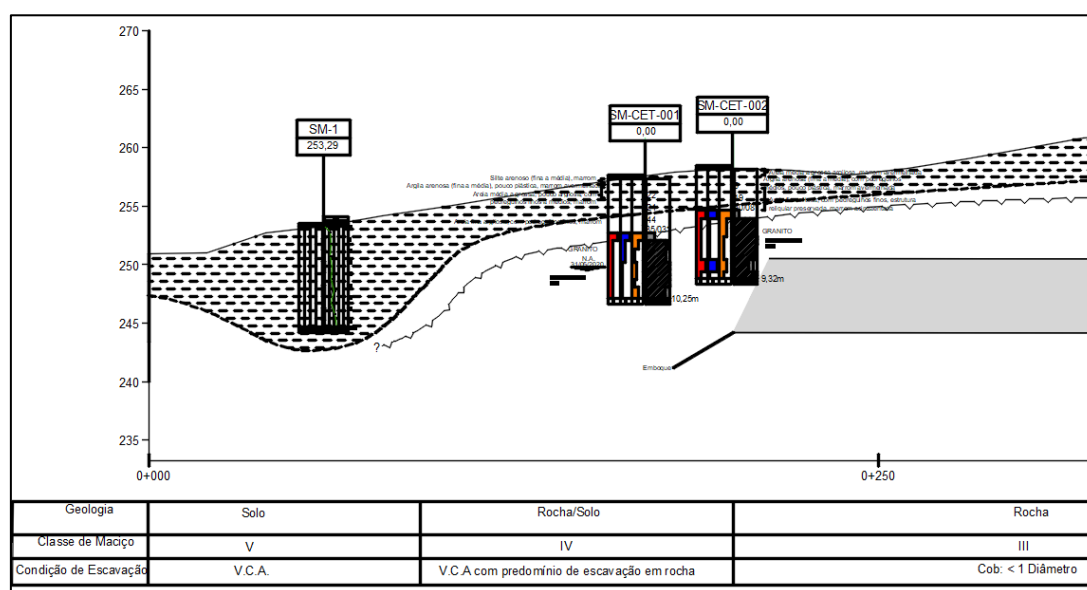 270
265
260
255
250
245
240
235
SM-1
253,29
SM-CET-001
0,00
SM-CET-002
0,00
Silte arenoso (fina a média), marrom
Argila arenosa (fina a média), pouco plástica, marrom
GRANITO
N.A.
10,25m
GRANITO
9,32m
?
Emboque
0+000
0+250
Geologia Solo Rocha/Solo Rocha
Classe de Maciço V IV III
Condição de Escavação V.C.A. V.C.A com predomínio de escavação em rocha Cob: < 1 Diâmetro